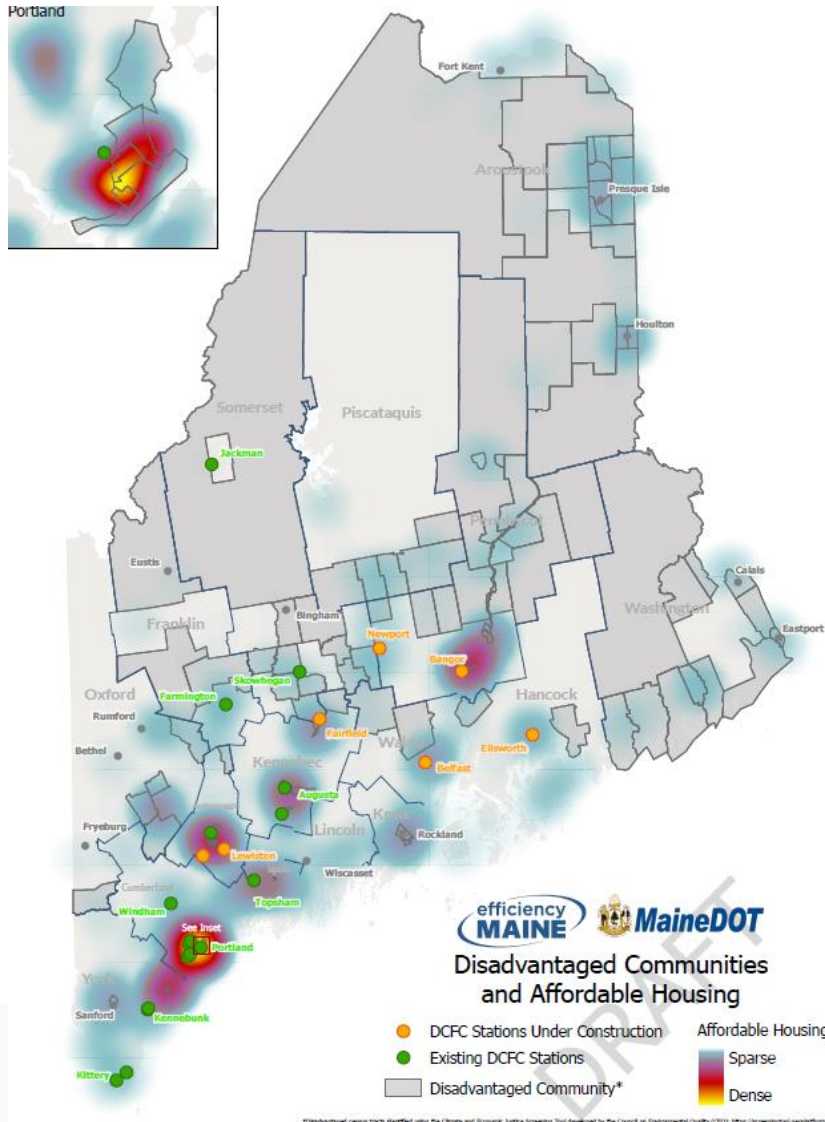 Portland
Fort Kent
Aroostook
Presque Isle
Houlton
Somerset
Piscataquis
Jackman
Penobscot
Eustis
Calais
Washington
Bingham
Franklin
Eastport
Newport
Bangor
Skowhegan
Hancock
Oxford
Farmington
Rumford
Fairfield
Ellsworth
Bethel
Kennebec
Belfast
Augusta
Lincoln
Knox
Rockland
Fryeburg
Lewiston
Wiscasset
Cumberland
Topsham
Windham
See Inset
Portland
York
Sanford
Kennebunk
Kittery
efficiency
MAINE
MaineDOT
Disadvantaged Communities
and Affordable Housing
DCFC Stations Under Construction
Existing DCFC Stations
Disadvantaged Community*
Affordable Housing
Sparse
Dense
DRAFT